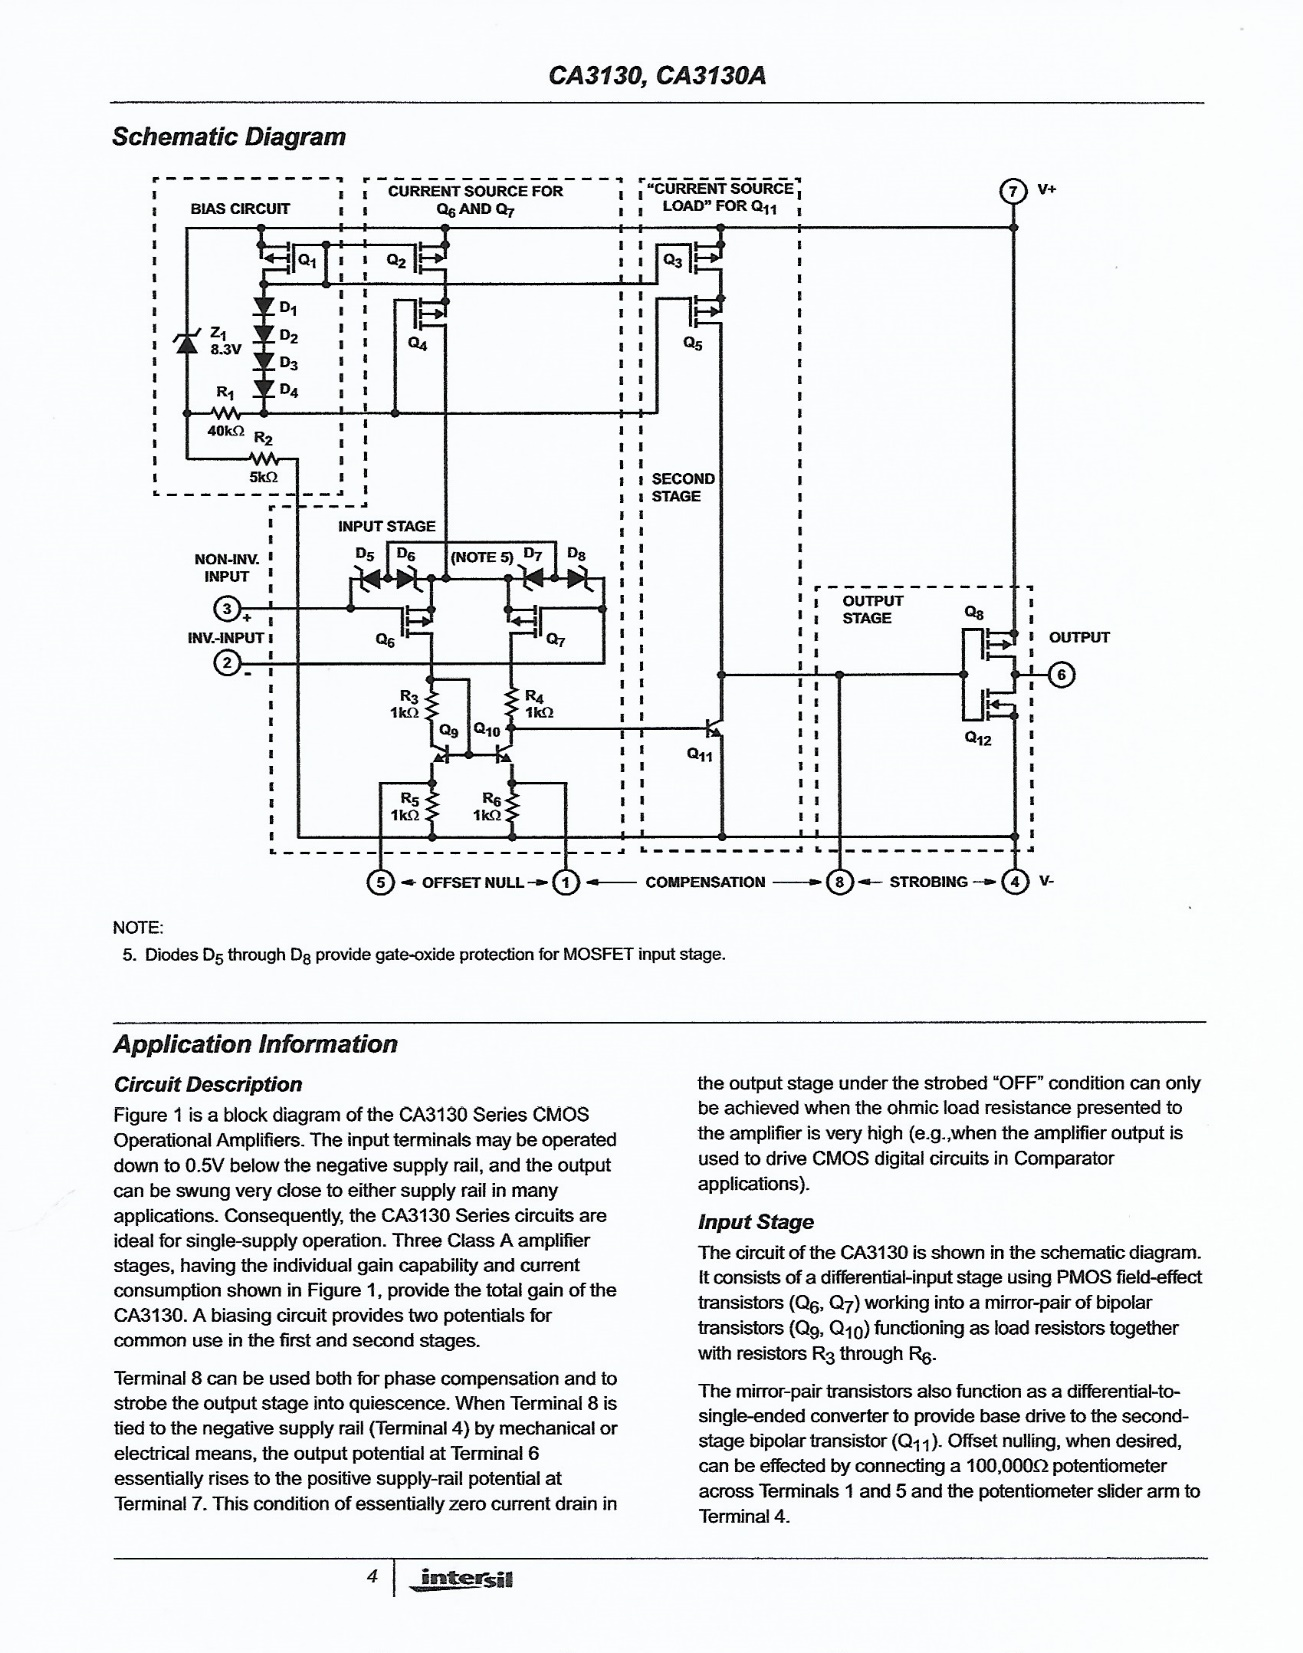 CA3130, CA3130A
Schematic Diagram
BIAS CIRCUIT
CURRENT SOURCE FOR
Q6 AND Q7
"CURRENT SOURCE
LOAD" FOR Q11
7 V+
Q1
Q2
Q3
D1
Z1
8.3V
D2
Q4
Q5
D3
R1
D4
40kΩ
R2
5kΩ
SECOND
STAGE
INPUT STAGE
NON-INV.
INPUT
D5 D6 (NOTE 5) D7 D8
3 +
OUTPUT
STAGE
Q8
INV.-INPUT
Q6
Q7
OUTPUT
2 -
6
R3
1kΩ
R4
1kΩ
Q9 Q10
Q11
Q12
R5
1kΩ
R6
1kΩ
5 OFFSET NULL 1 COMPENSATION 8 STROBING 4 V-
NOTE:
5. Diodes D5 through D8 provide gate-oxide protection for MOSFET input stage.
Application Information
Circuit Description
Figure 1 is a block diagram of the CA3130 Series CMOS
Operational Amplifiers. The input terminals may be operated
down to 0.5V below the negative supply rail, and the output
can be swung very close to either supply rail in many
applications. Consequently, the CA3130 Series circuits are
ideal for single-supply operation. Three Class A amplifier
stages, having the individual gain capability and current
consumption shown in Figure 1, provide the total gain of the
CA3130. A biasing circuit provides two potentials for
common use in the first and second stages.
Terminal 8 can be used both for phase compensation and to
strobe the output stage into quiescence. When Terminal 8 is
tied to the negative supply rail (Terminal 4) by mechanical or
electrical means, the output potential at Terminal 6
essentially rises to the positive supply-rail potential at
Terminal 7. This condition of essentially zero current drain in
the output stage under the strobed "OFF" condition can only
be achieved when the ohmic load resistance presented to
the amplifier is very high (e.g.,when the amplifier output is
used to drive CMOS digital circuits in Comparator
applications).
Input Stage
The circuit of the CA3130 is shown in the schematic diagram.
It consists of a differential-input stage using PMOS field-effect
transistors (Q6, Q7) working into a mirror-pair of bipolar
transistors (Q9, Q10) functioning as load resistors together
with resistors R3 through R6.
The mirror-pair transistors also function as a differential-to-
single-ended converter to provide base drive to the second-
stage bipolar transistor (Q11). Offset nulling, when desired,
can be effected by connecting a 100,000Ω potentiometer
across Terminals 1 and 5 and the potentiometer slider arm to
Terminal 4.
4 intersil